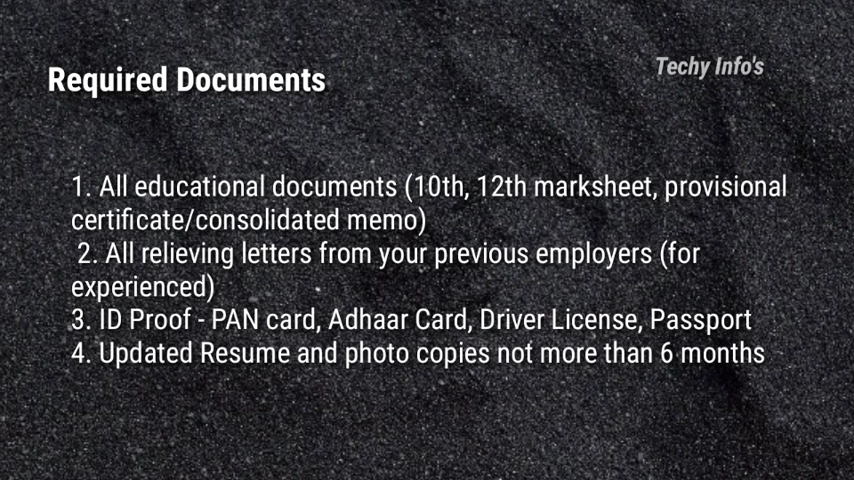 Required Documents
Techy Info's
1. All educational documents (10th, 12th marksheet, provisional
certificate/consolidated memo)
2. All relieving letters from your previous employers (for
experienced)
3. ID Proof - PAN card, Adhaar Card, Driver License, Passport
4. Updated Resume and photo copies not more than 6 months